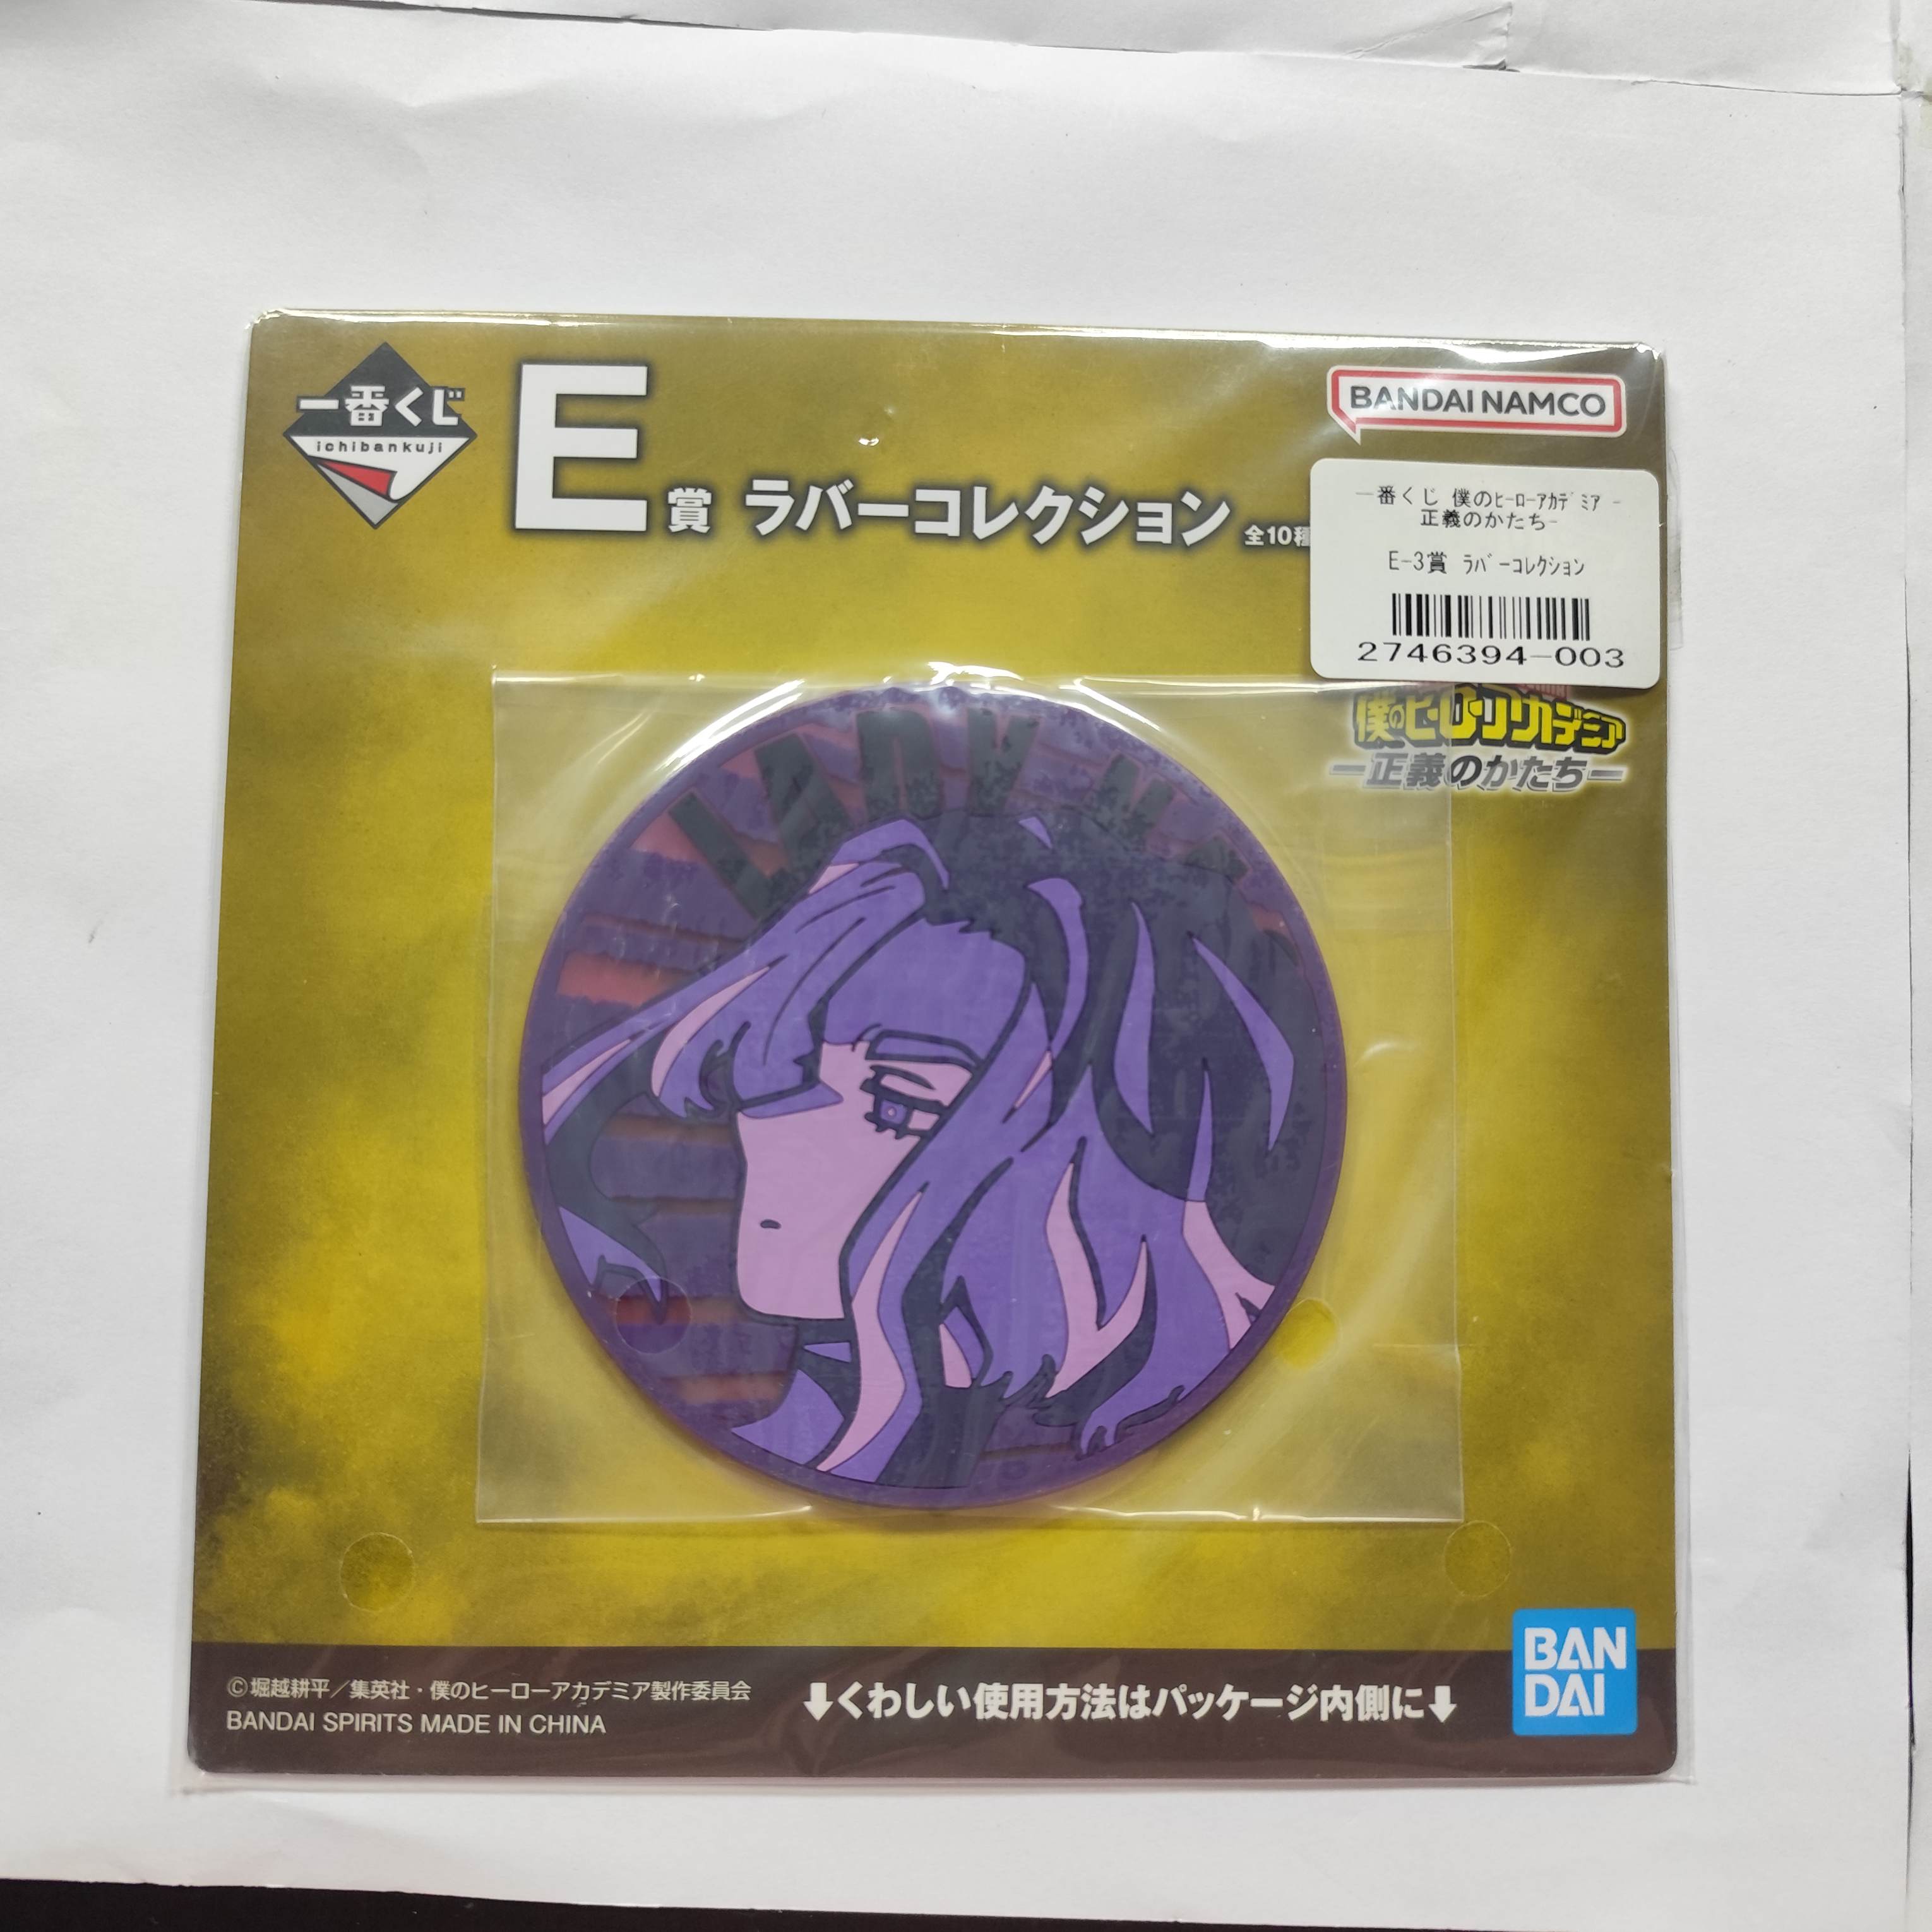 一番くじ
ichibankuji
E賞 ラバーコレクション 全10種
BANDAI NAMCO
一番くじ 僕のﾋｰﾛｰｱｶﾃﾞﾐｱ -
正義のかたち-
E-3賞 ﾗﾊﾞｰｺﾚｸｼｮﾝ
2746394-003
僕のヒーローアカデミア
ー正義のかたちー
LADY
©堀越耕平／集英社・僕のヒーローアカデミア製作委員会
BANDAI SPIRITS MADE IN CHINA
⬇くわしい使用方法はパッケージ内側に⬇
BAN
DAI